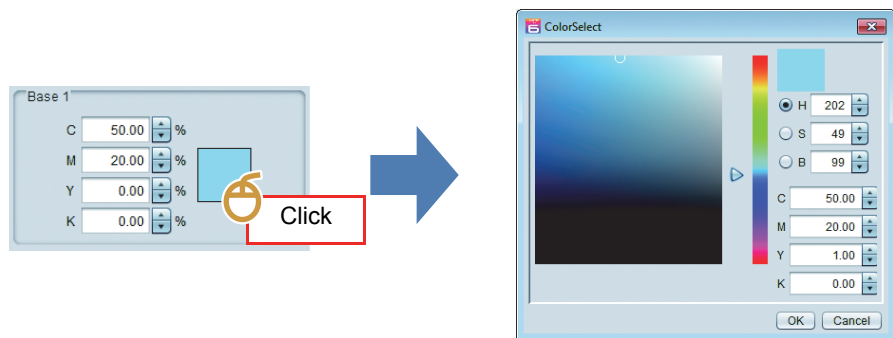 Base 1
C 50.00 %
M 20.00 %
Y 0.00 %
K 0.00 %
Click
ColorSelect
H 202
S 49
B 99
C 50.00
M 20.00
Y 1.00
K 0.00
OK Cancel